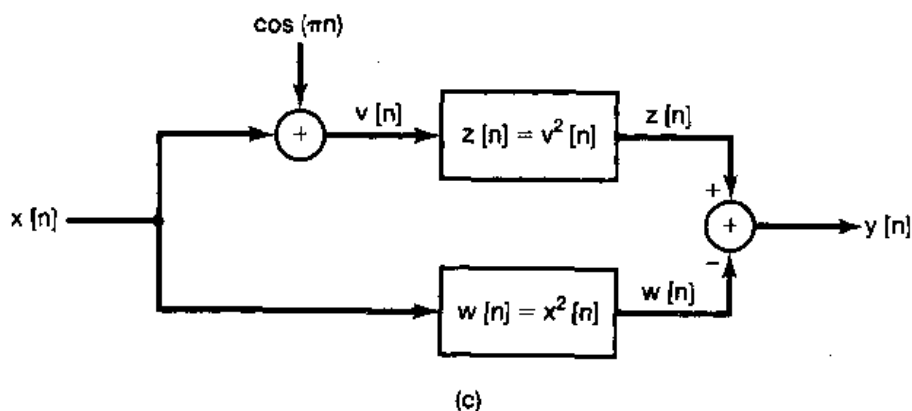 cos (πn)
v [n]
z [n] = v² [n]
z [n]
+
+
x [n]
+
y [n]
−
w [n] = x² [n]
w [n]
(c)